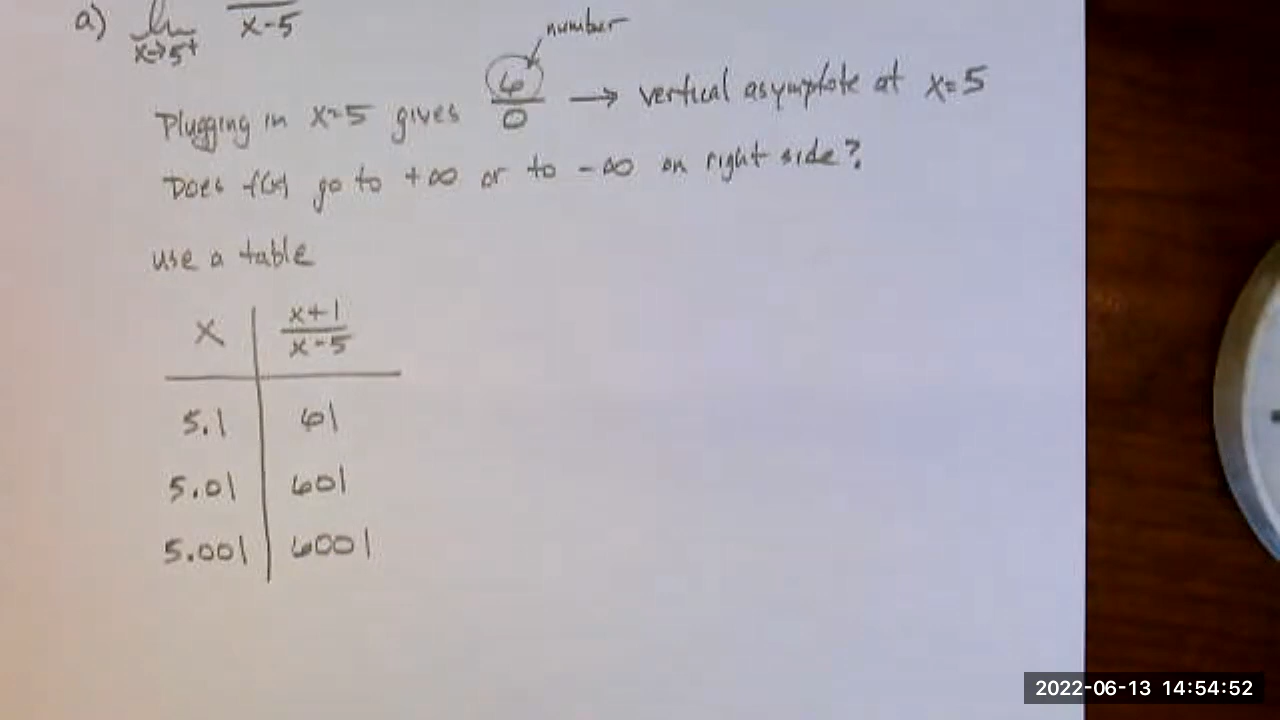 a) lim x-5
x→5⁺
number
6
Plugging in x=5 gives — → vertical asymptote at x=5
0
Does f(x) go to +∞ or to -∞ on right side?
use a table
x | x+1
x-5
5.1 | 61
5.01 | 601
5.001 | 6001
2022-06-13 14:54:52